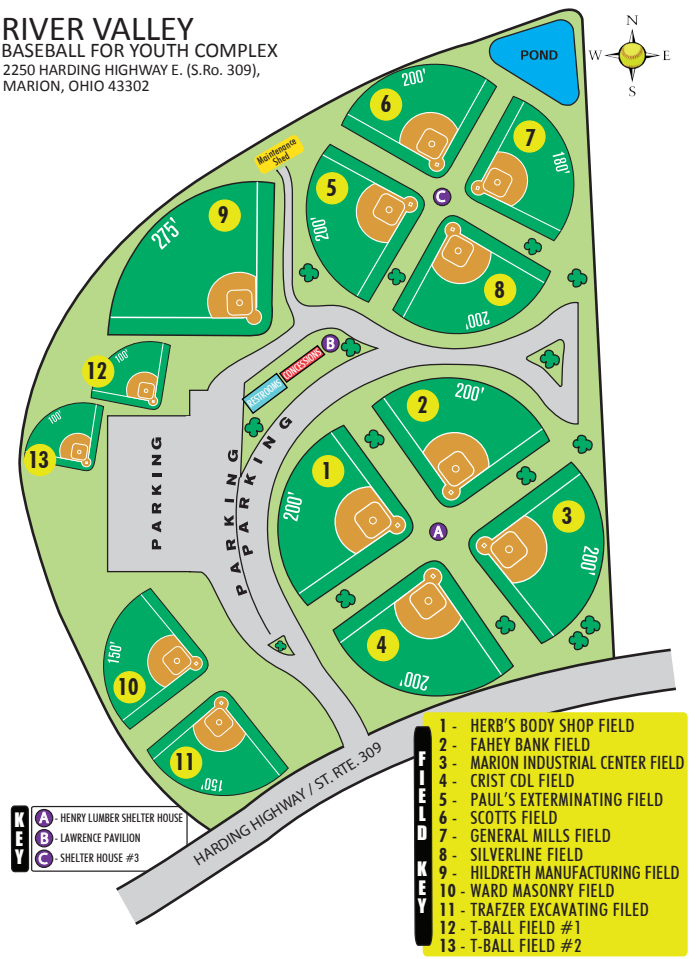 RIVER VALLEY
BASEBALL FOR YOUTH COMPLEX
2250 HARDING HIGHWAY E. (S.Ro. 309),
MARION, OHIO 43302
N
W
E
S
POND
200'
6
7
180'
Maintenance
Shed
5
200'
C
9
275'
8
200'
B
CONCESSIONS
RESTROOMS
12
100'
100'
13
2
200'
PARKING
PARKING
PARKING
1
200'
A
3
200'
4
200'
150'
10
11
150'
HARDING HIGHWAY / ST. RTE. 309
KEY
A - HENRY LUMBER SHELTER HOUSE
B - LAWRENCE PAVILION
C - SHELTER HOUSE #3
FIELD KEY
1 - HERB'S BODY SHOP FIELD
2 - FAHEY BANK FIELD
3 - MARION INDUSTRIAL CENTER FIELD
4 - CRIST CDL FIELD
5 - PAUL'S EXTERMINATING FIELD
6 - SCOTTS FIELD
7 - GENERAL MILLS FIELD
8 - SILVERLINE FIELD
9 - HILDRETH MANUFACTURING FIELD
10 - WARD MASONRY FIELD
11 - TRAFZER EXCAVATING FILED
12 - T-BALL FIELD #1
13 - T-BALL FIELD #2